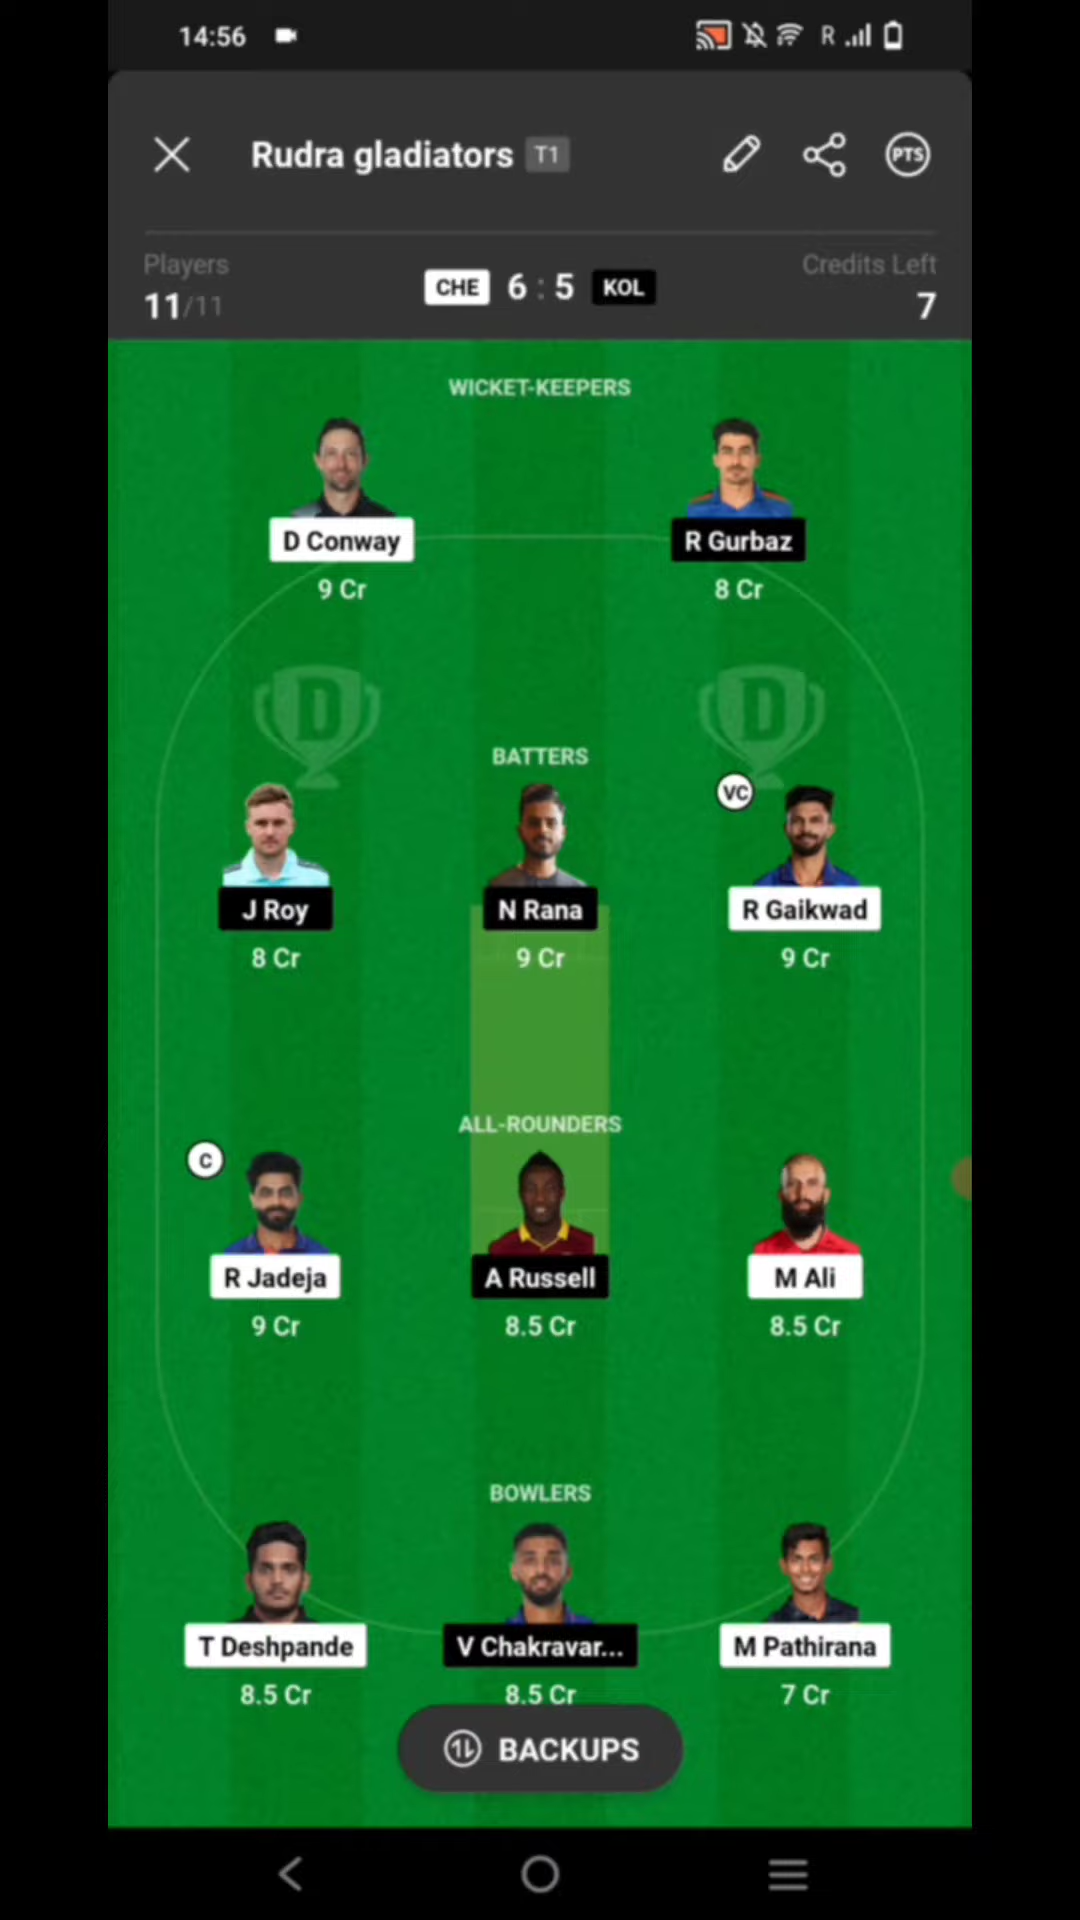 14:56
R
Rudra gladiators T1
PTS
Players
Credits Left
11/11
CHE 6 : 5 KOL
7
WICKET-KEEPERS
D Conway
R Gurbaz
9 Cr
8 Cr
D
D
BATTERS
VC
J Roy
N Rana
R Gaikwad
8 Cr
9 Cr
9 Cr
ALL-ROUNDERS
C
R Jadeja
A Russell
M Ali
9 Cr
8.5 Cr
8.5 Cr
BOWLERS
T Deshpande
V Chakravar...
M Pathirana
8.5 Cr
8.5 Cr
7 Cr
BACKUPS